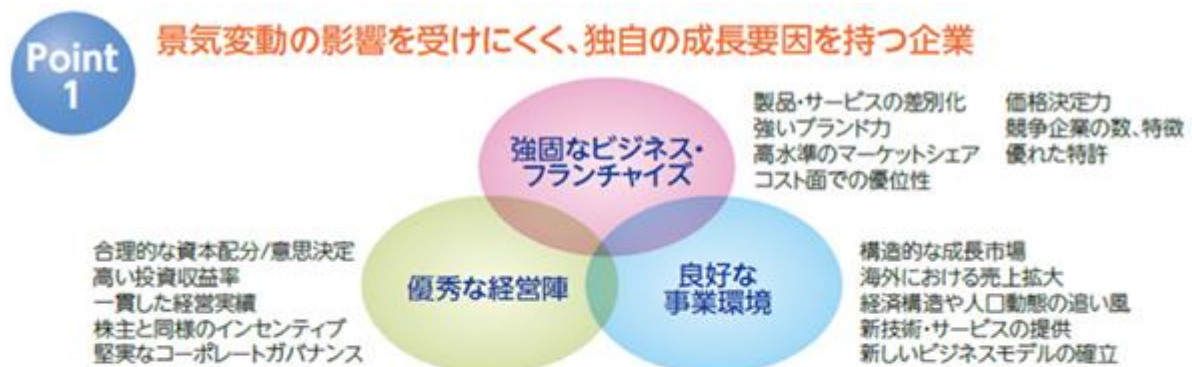 Point
1
景気変動の影響を受けにくく、独自の成長要因を持つ企業
強固なビジネス・
フランチャイズ
製品・サービスの差別化
強いブランド力
高水準のマーケットシェア
コスト面での優位性
価格決定力
競争企業の数、特徴
優れた特許
合理的な資本配分/意思決定
高い投資収益率
一貫した経営実績
株主と同様のインセンティブ
堅実なコーポレートガバナンス
優秀な経営陣
良好な
事業環境
構造的な成長市場
海外における売上拡大
経済構造や人口動態の追い風
新技術・サービスの提供
新しいビジネスモデルの確立